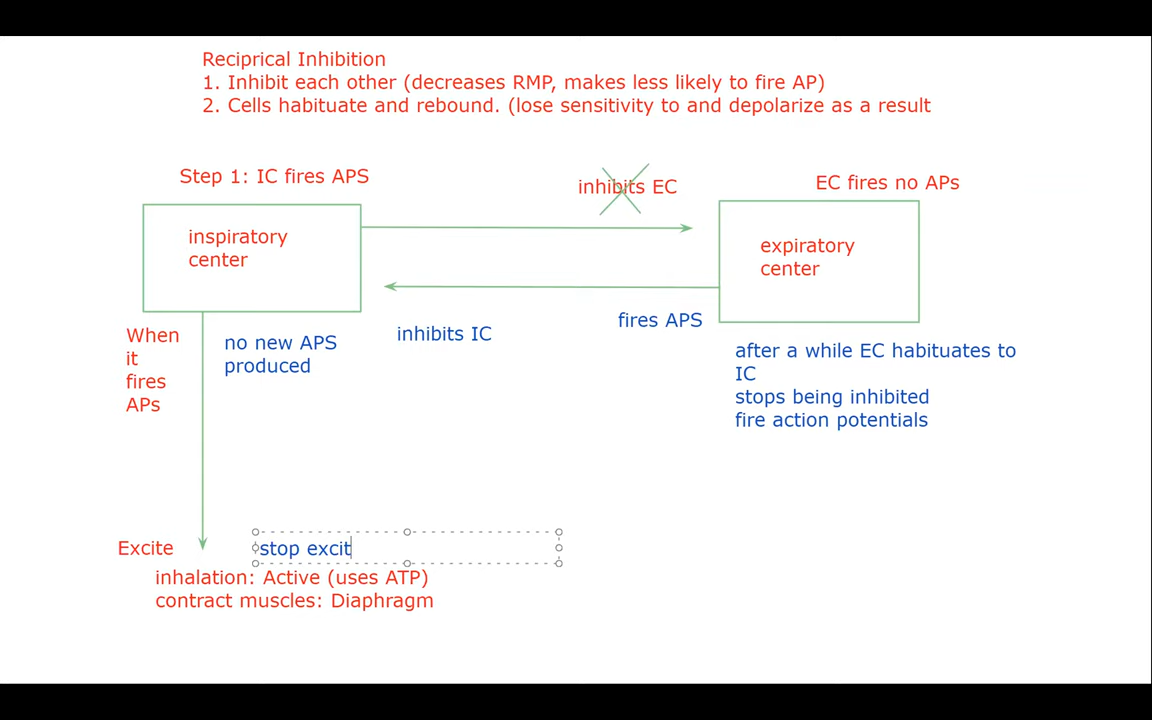 Reciprical Inhibition
1. Inhibit each other (decreases RMP, makes less likely to fire AP)
2. Cells habituate and rebound. (lose sensitivity to and depolarize as a result
Step 1: IC fires APS
inhibits EC
EC fires no APs
inspiratory
center
expiratory
center
fires APS
inhibits IC
When
it
fires
APs
no new APS
produced
after a while EC habituates to
IC
stops being inhibited
fire action potentials
Excite
stop excit
inhalation: Active (uses ATP)
contract muscles: Diaphragm